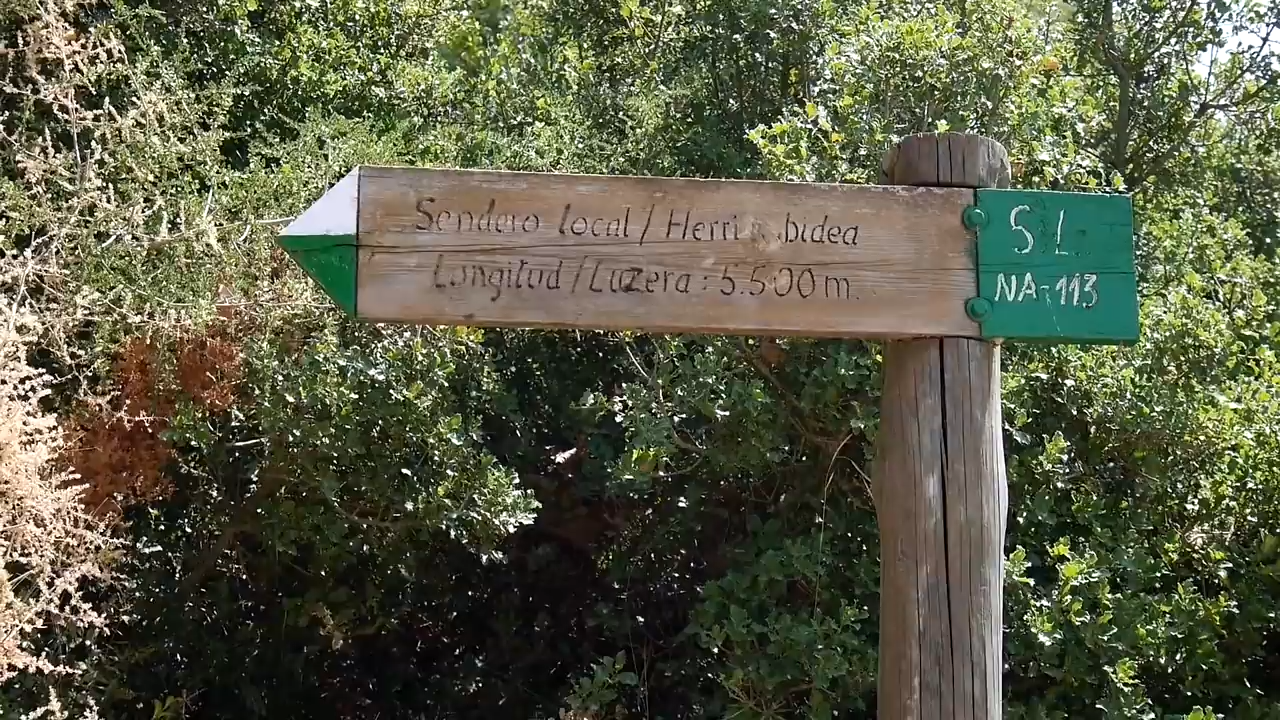 Sendero local / Herri bidea
Longitud / Luzera: 5.500 m.
S L
NA-113